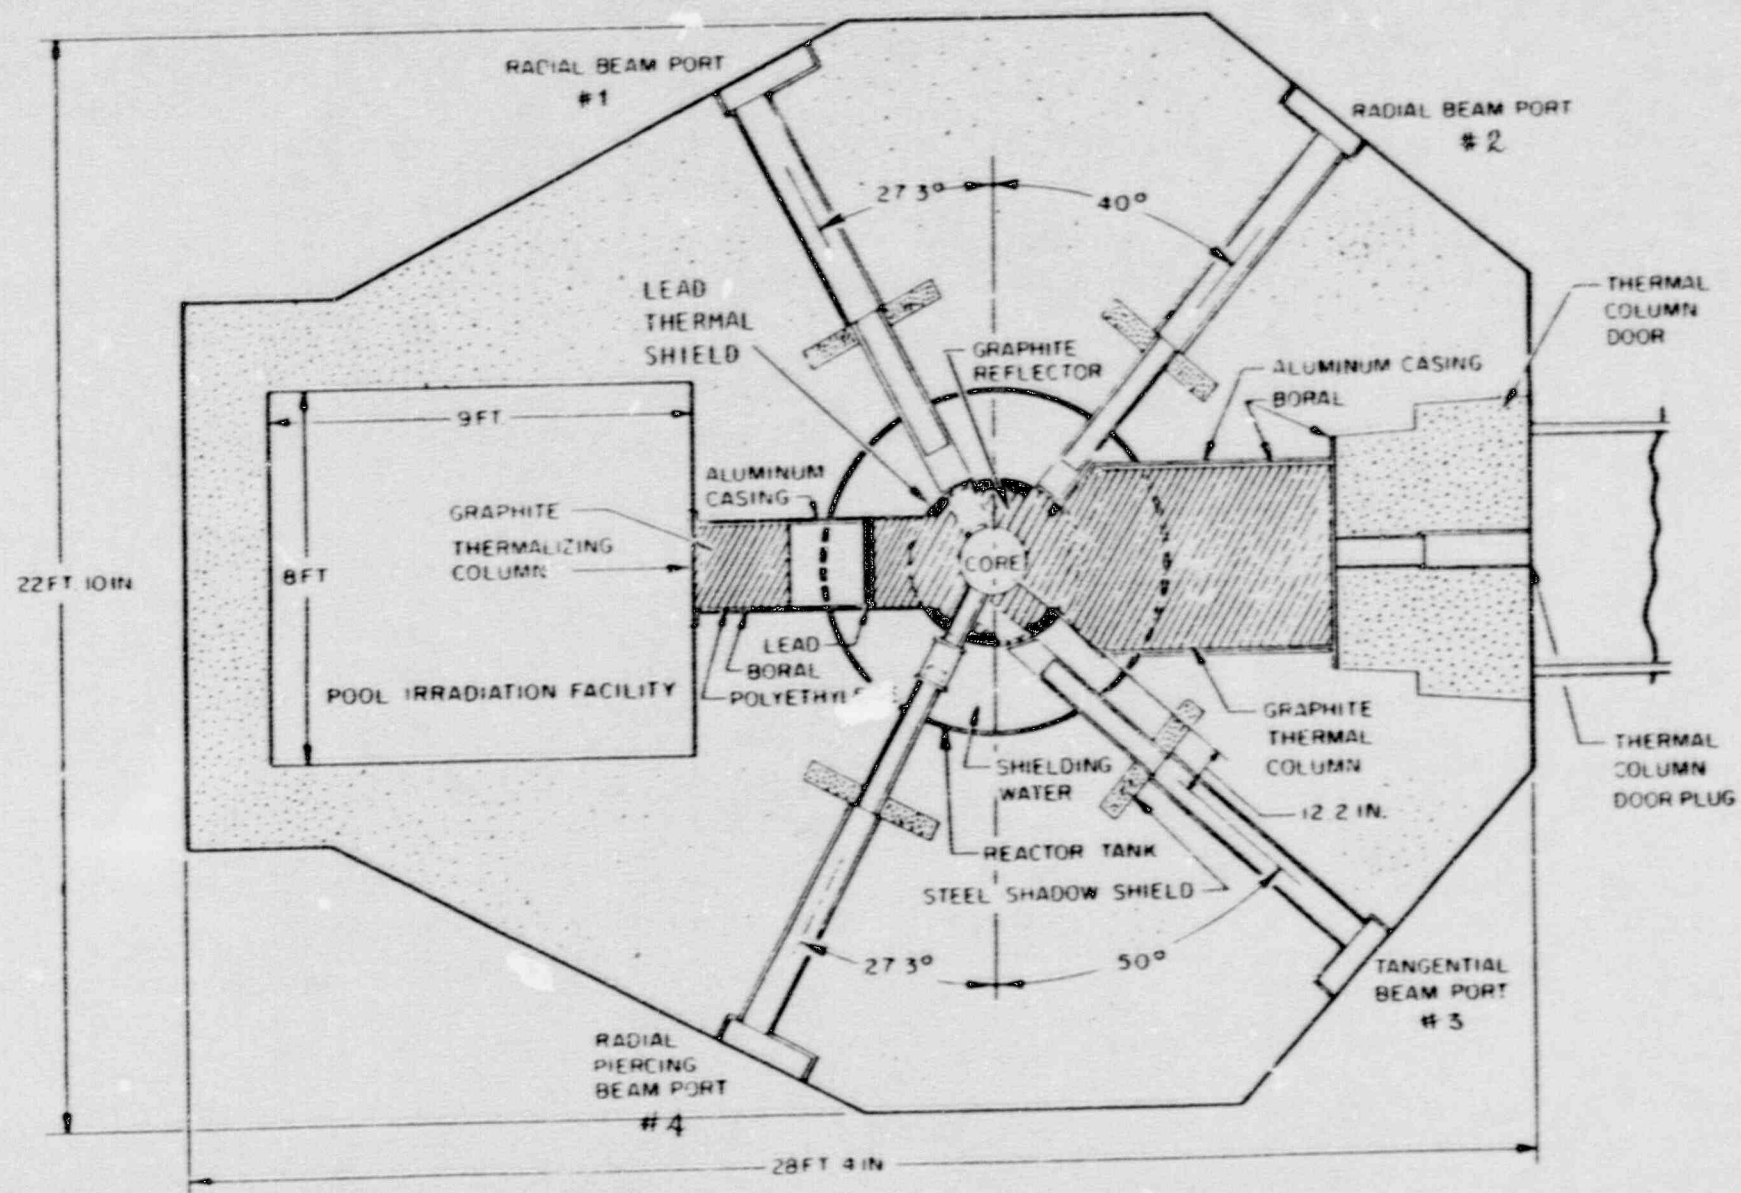 RADIAL BEAM PORT
#1
RADIAL BEAM PORT
#2
27 3°
40°
LEAD
THERMAL
SHIELD
GRAPHITE
REFLECTOR
THERMAL
COLUMN
DOOR
ALUMINUM CASING
BORAL
9 FT
ALUMINUM
CASING
GRAPHITE
THERMALIZING
COLUMN
CORE
22 FT. 10 IN.
8 FT
LEAD
BORAL
POOL IRRADIATION FACILITY
GRAPHITE
THERMAL
COLUMN
SHIELDING
WATER
THERMAL
COLUMN
DOOR PLUG
12 2 IN.
REACTOR TANK
STEEL SHADOW SHIELD
27 3°
50°
TANGENTIAL
BEAM PORT
#3
RADIAL
PIERCING
BEAM PORT
#4
28 FT 4 IN